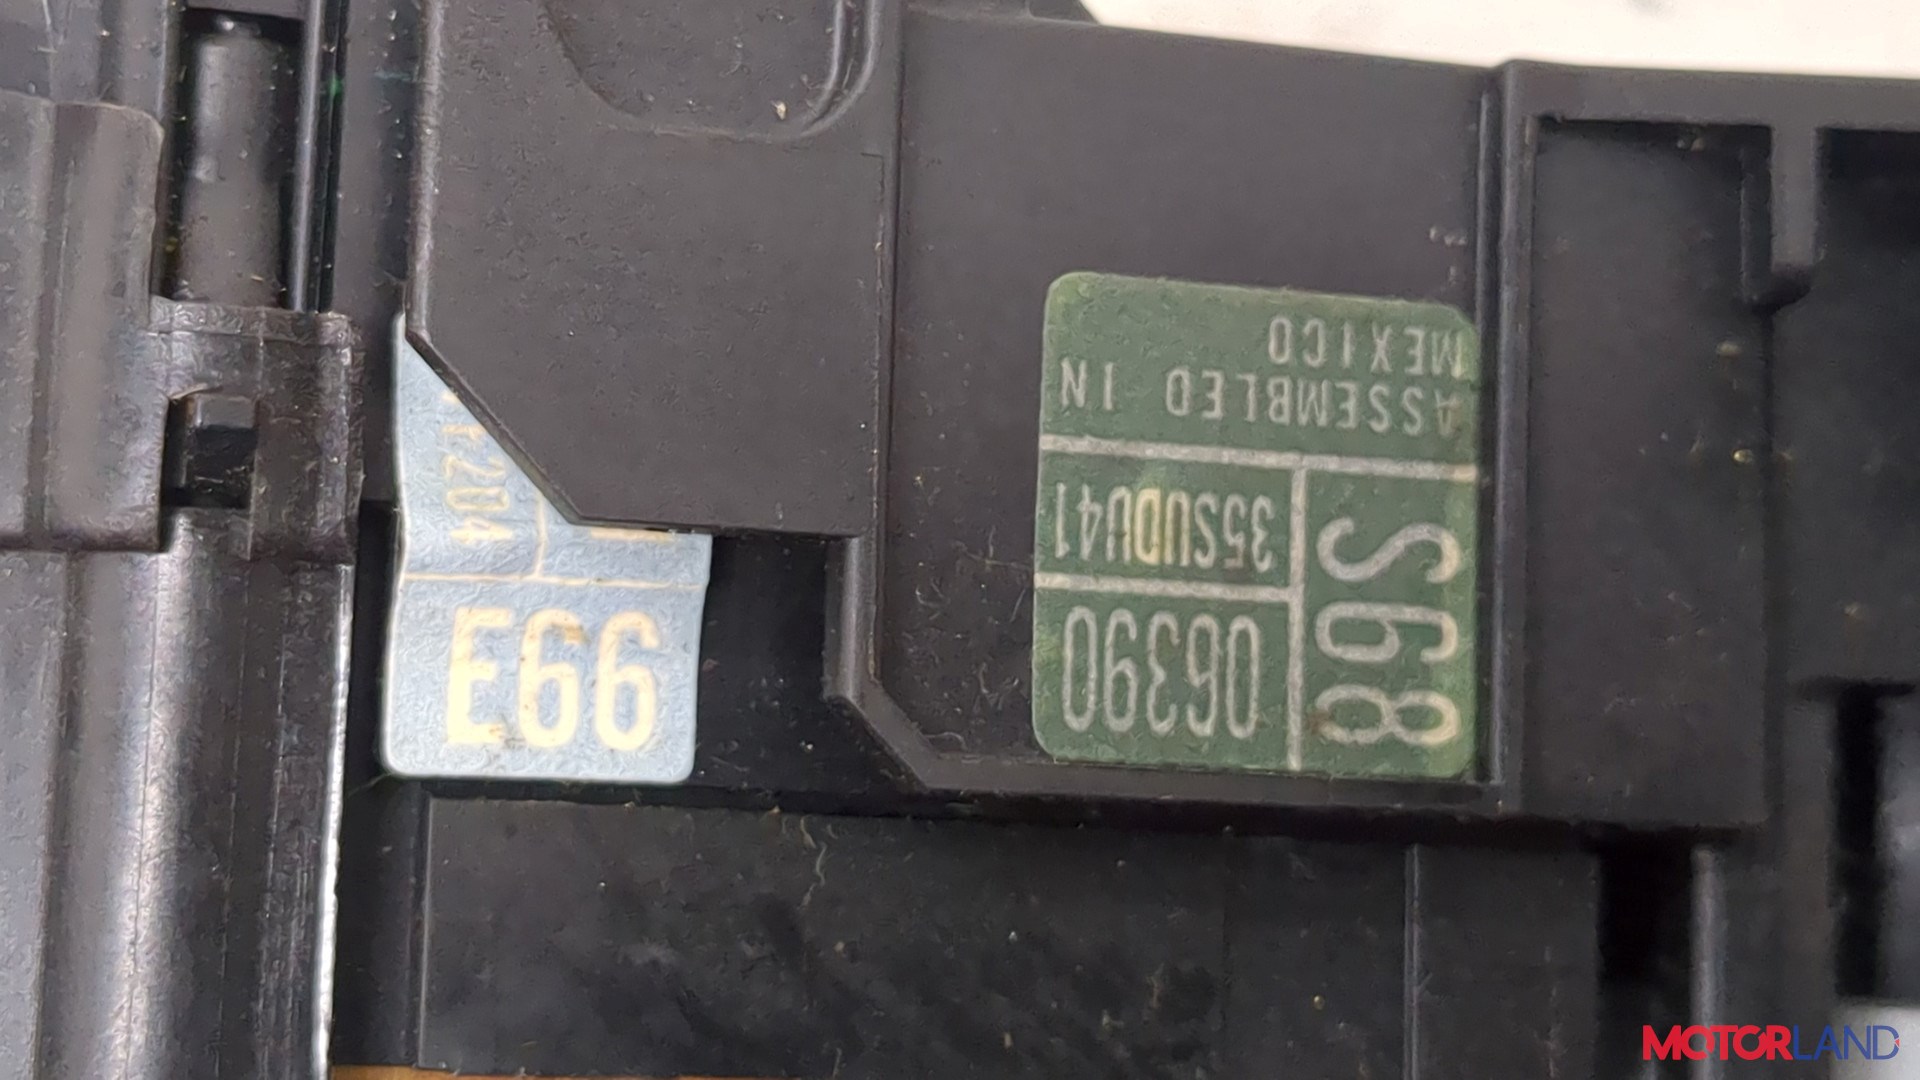 E66
S68
06390
35SUDU41
ASSEMBLED IN
MEXICO
MOTORLAND